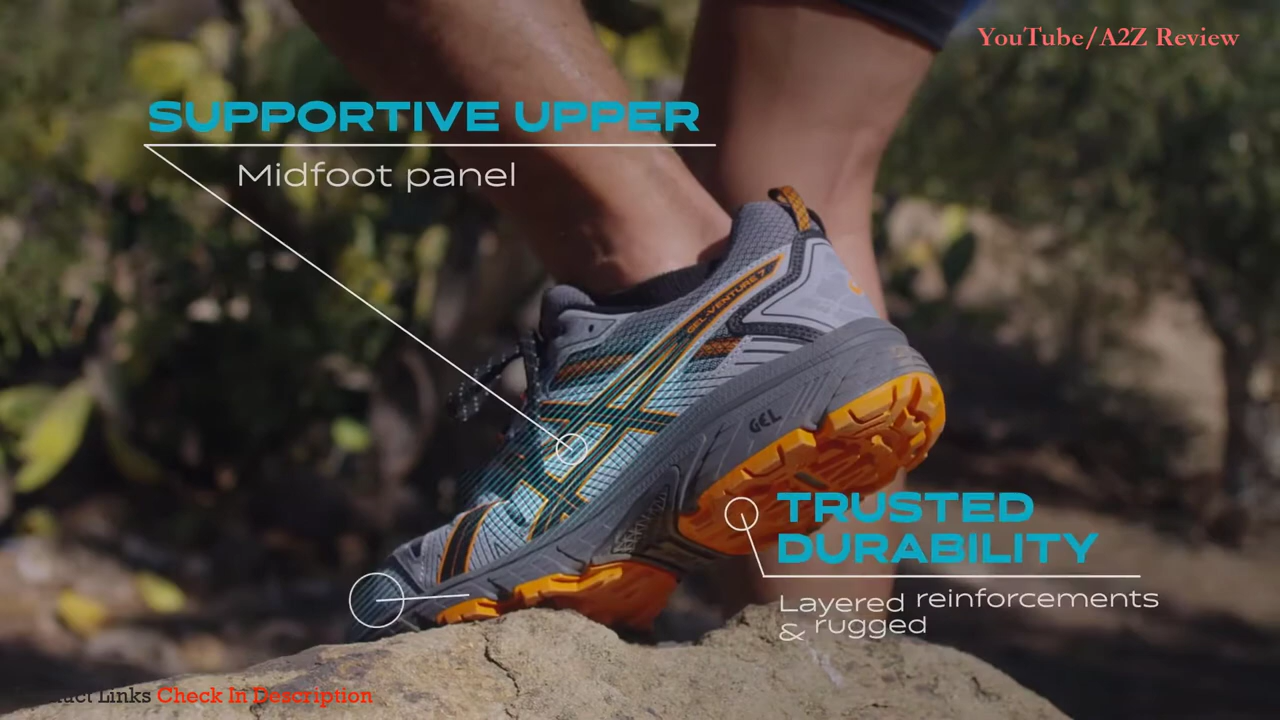 YouTube/A2Z Review
SUPPORTIVE UPPER
Midfoot panel
GEL-VENTURE 7
GEL
TRUSTED
DURABILITY
Layered reinforcements
& rugged
Links Check In Description